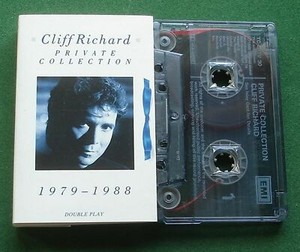 Cliff Richard
PRIVATE
COLLECTION
1979-1988
DOUBLE PLAY
PRIVATE COLLECTION
CLIFF RICHARD
EMI
1